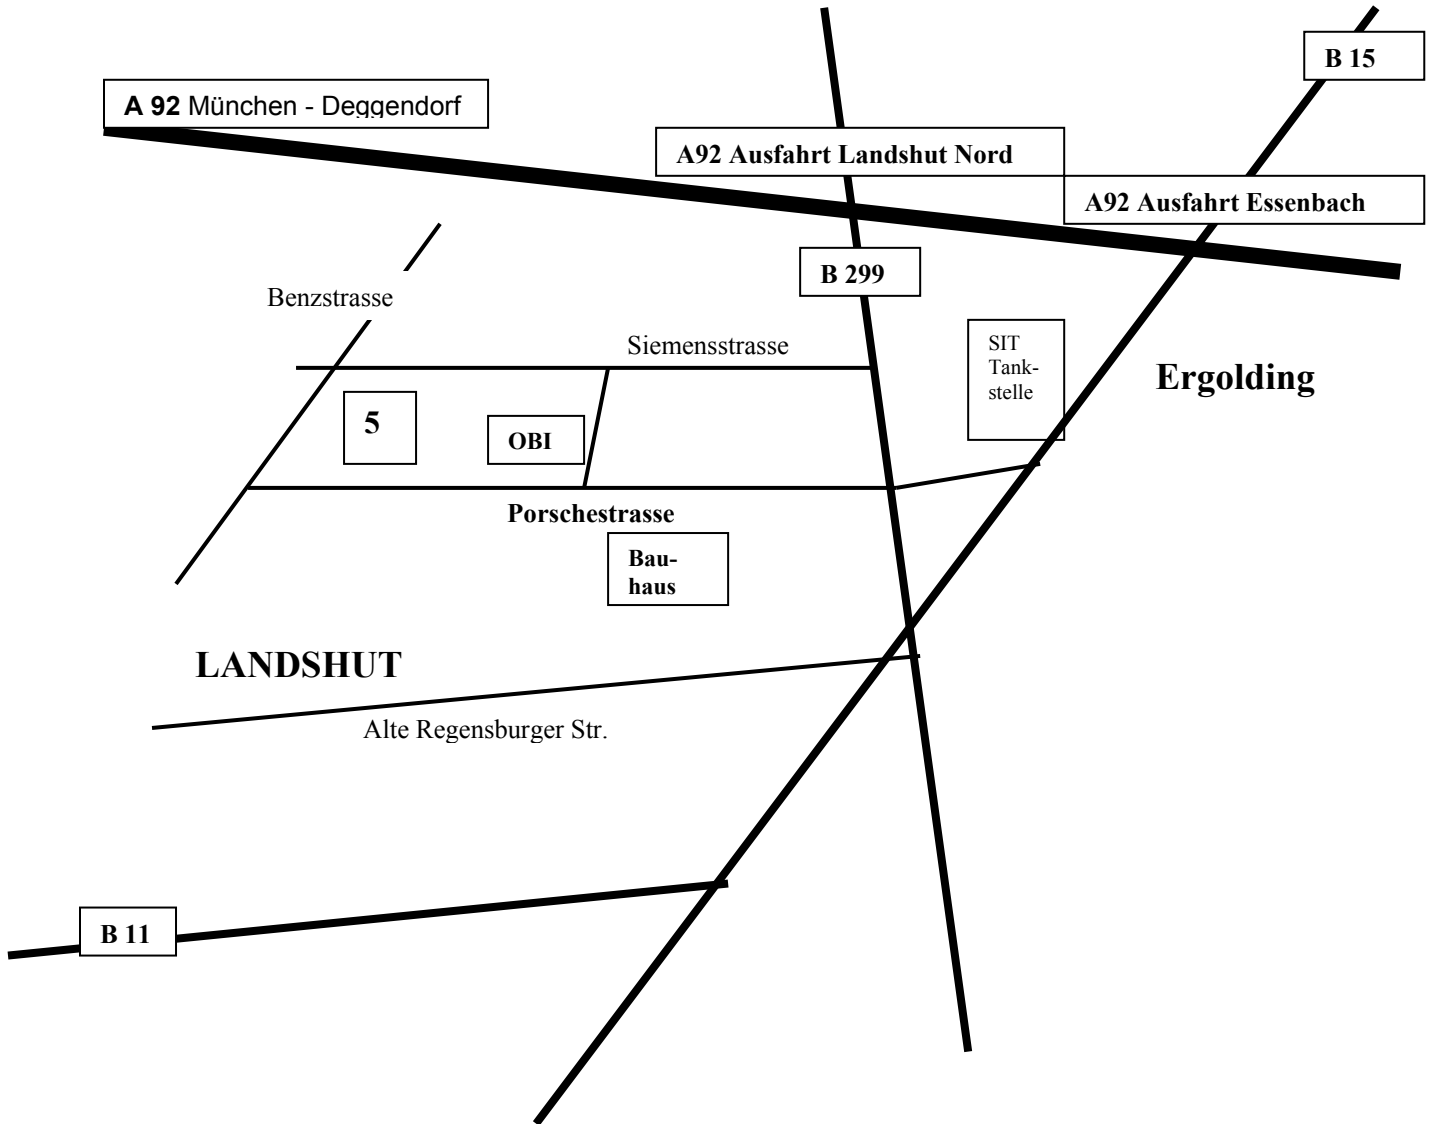 B 15
A 92 München - Deggendorf
A92 Ausfahrt Landshut Nord
A92 Ausfahrt Essenbach
B 299
Benzstrasse
Siemensstrasse
SIT
Tank-
stelle
Ergolding
5
OBI
Porschestrasse
Bau-
haus
LANDSHUT
Alte Regensburger Str.
B 11